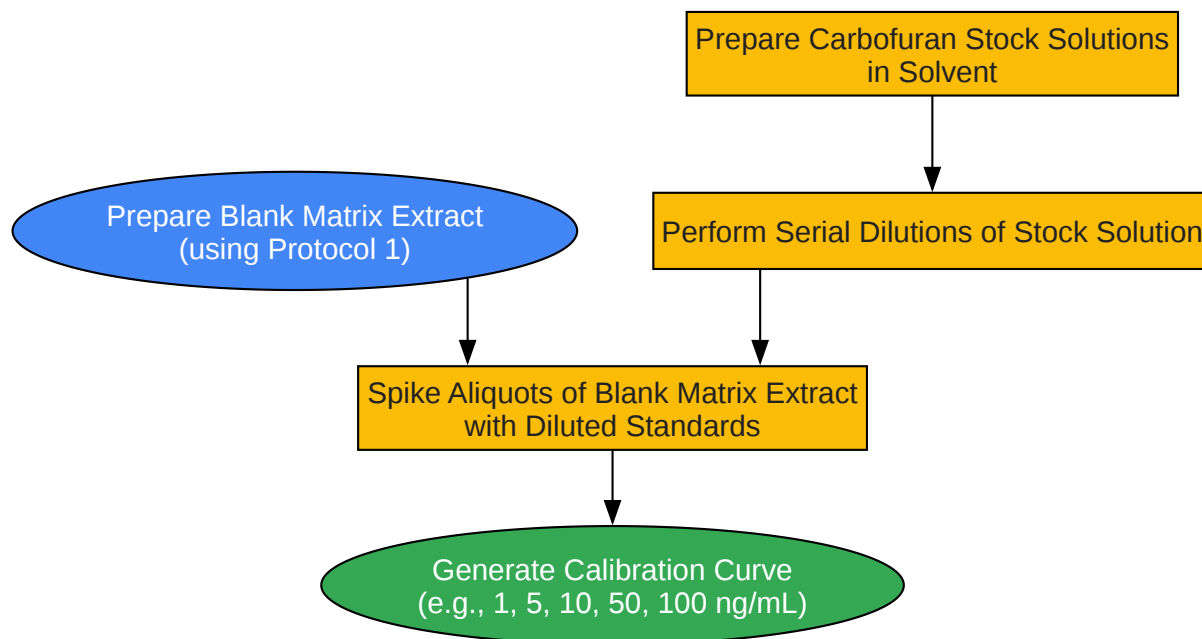 Prepare Carbofuran Stock Solutions
in Solvent
Prepare Blank Matrix Extract
(using Protocol 1)
Perform Serial Dilutions of Stock Solution
Spike Aliquots of Blank Matrix Extract
with Diluted Standards
Generate Calibration Curve
(e.g., 1, 5, 10, 50, 100 ng/mL)